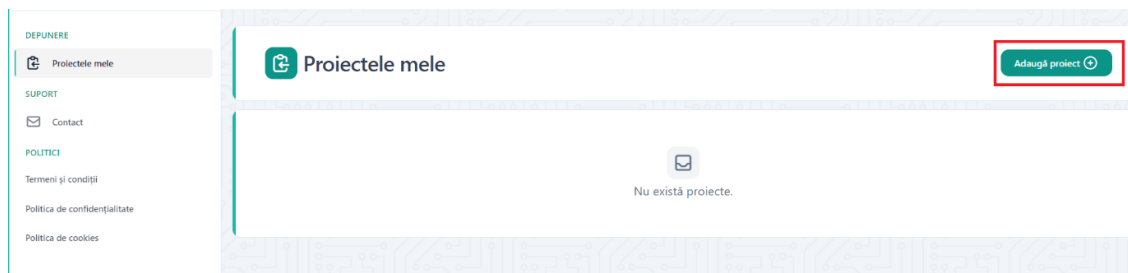 DEPUNERE
Proiectele mele
SUPORT
Contact
POLITICI
Termeni și condiții
Politica de confidențialitate
Politica de cookies
Proiectele mele
Adaugă proiect
Nu există proiecte.